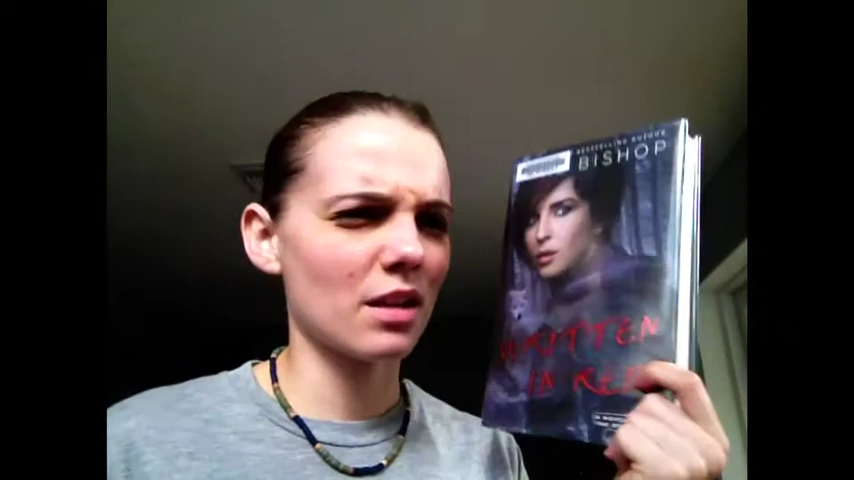 BESTSELLING AUTHOR
BISHOP
WRITTEN
IN RED